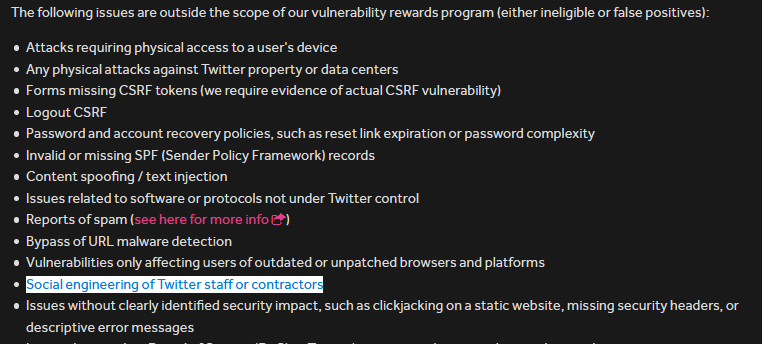 The following issues are outside the scope of our vulnerability rewards program (either ineligible or false positives):
• Attacks requiring physical access to a user's device
• Any physical attacks against Twitter property or data centers
• Forms missing CSRF tokens (we require evidence of actual CSRF vulnerability)
• Logout CSRF
• Password and account recovery policies, such as reset link expiration or password complexity
• Invalid or missing SPF (Sender Policy Framework) records
• Content spoofing / text injection
• Issues related to software or protocols not under Twitter control
• Reports of spam (see here for more info)
• Bypass of URL malware detection
• Vulnerabilities only affecting users of outdated or unpatched browsers and platforms
• Social engineering of Twitter staff or contractors
• Issues without clearly identified security impact, such as clickjacking on a static website, missing security headers, or
descriptive error messages